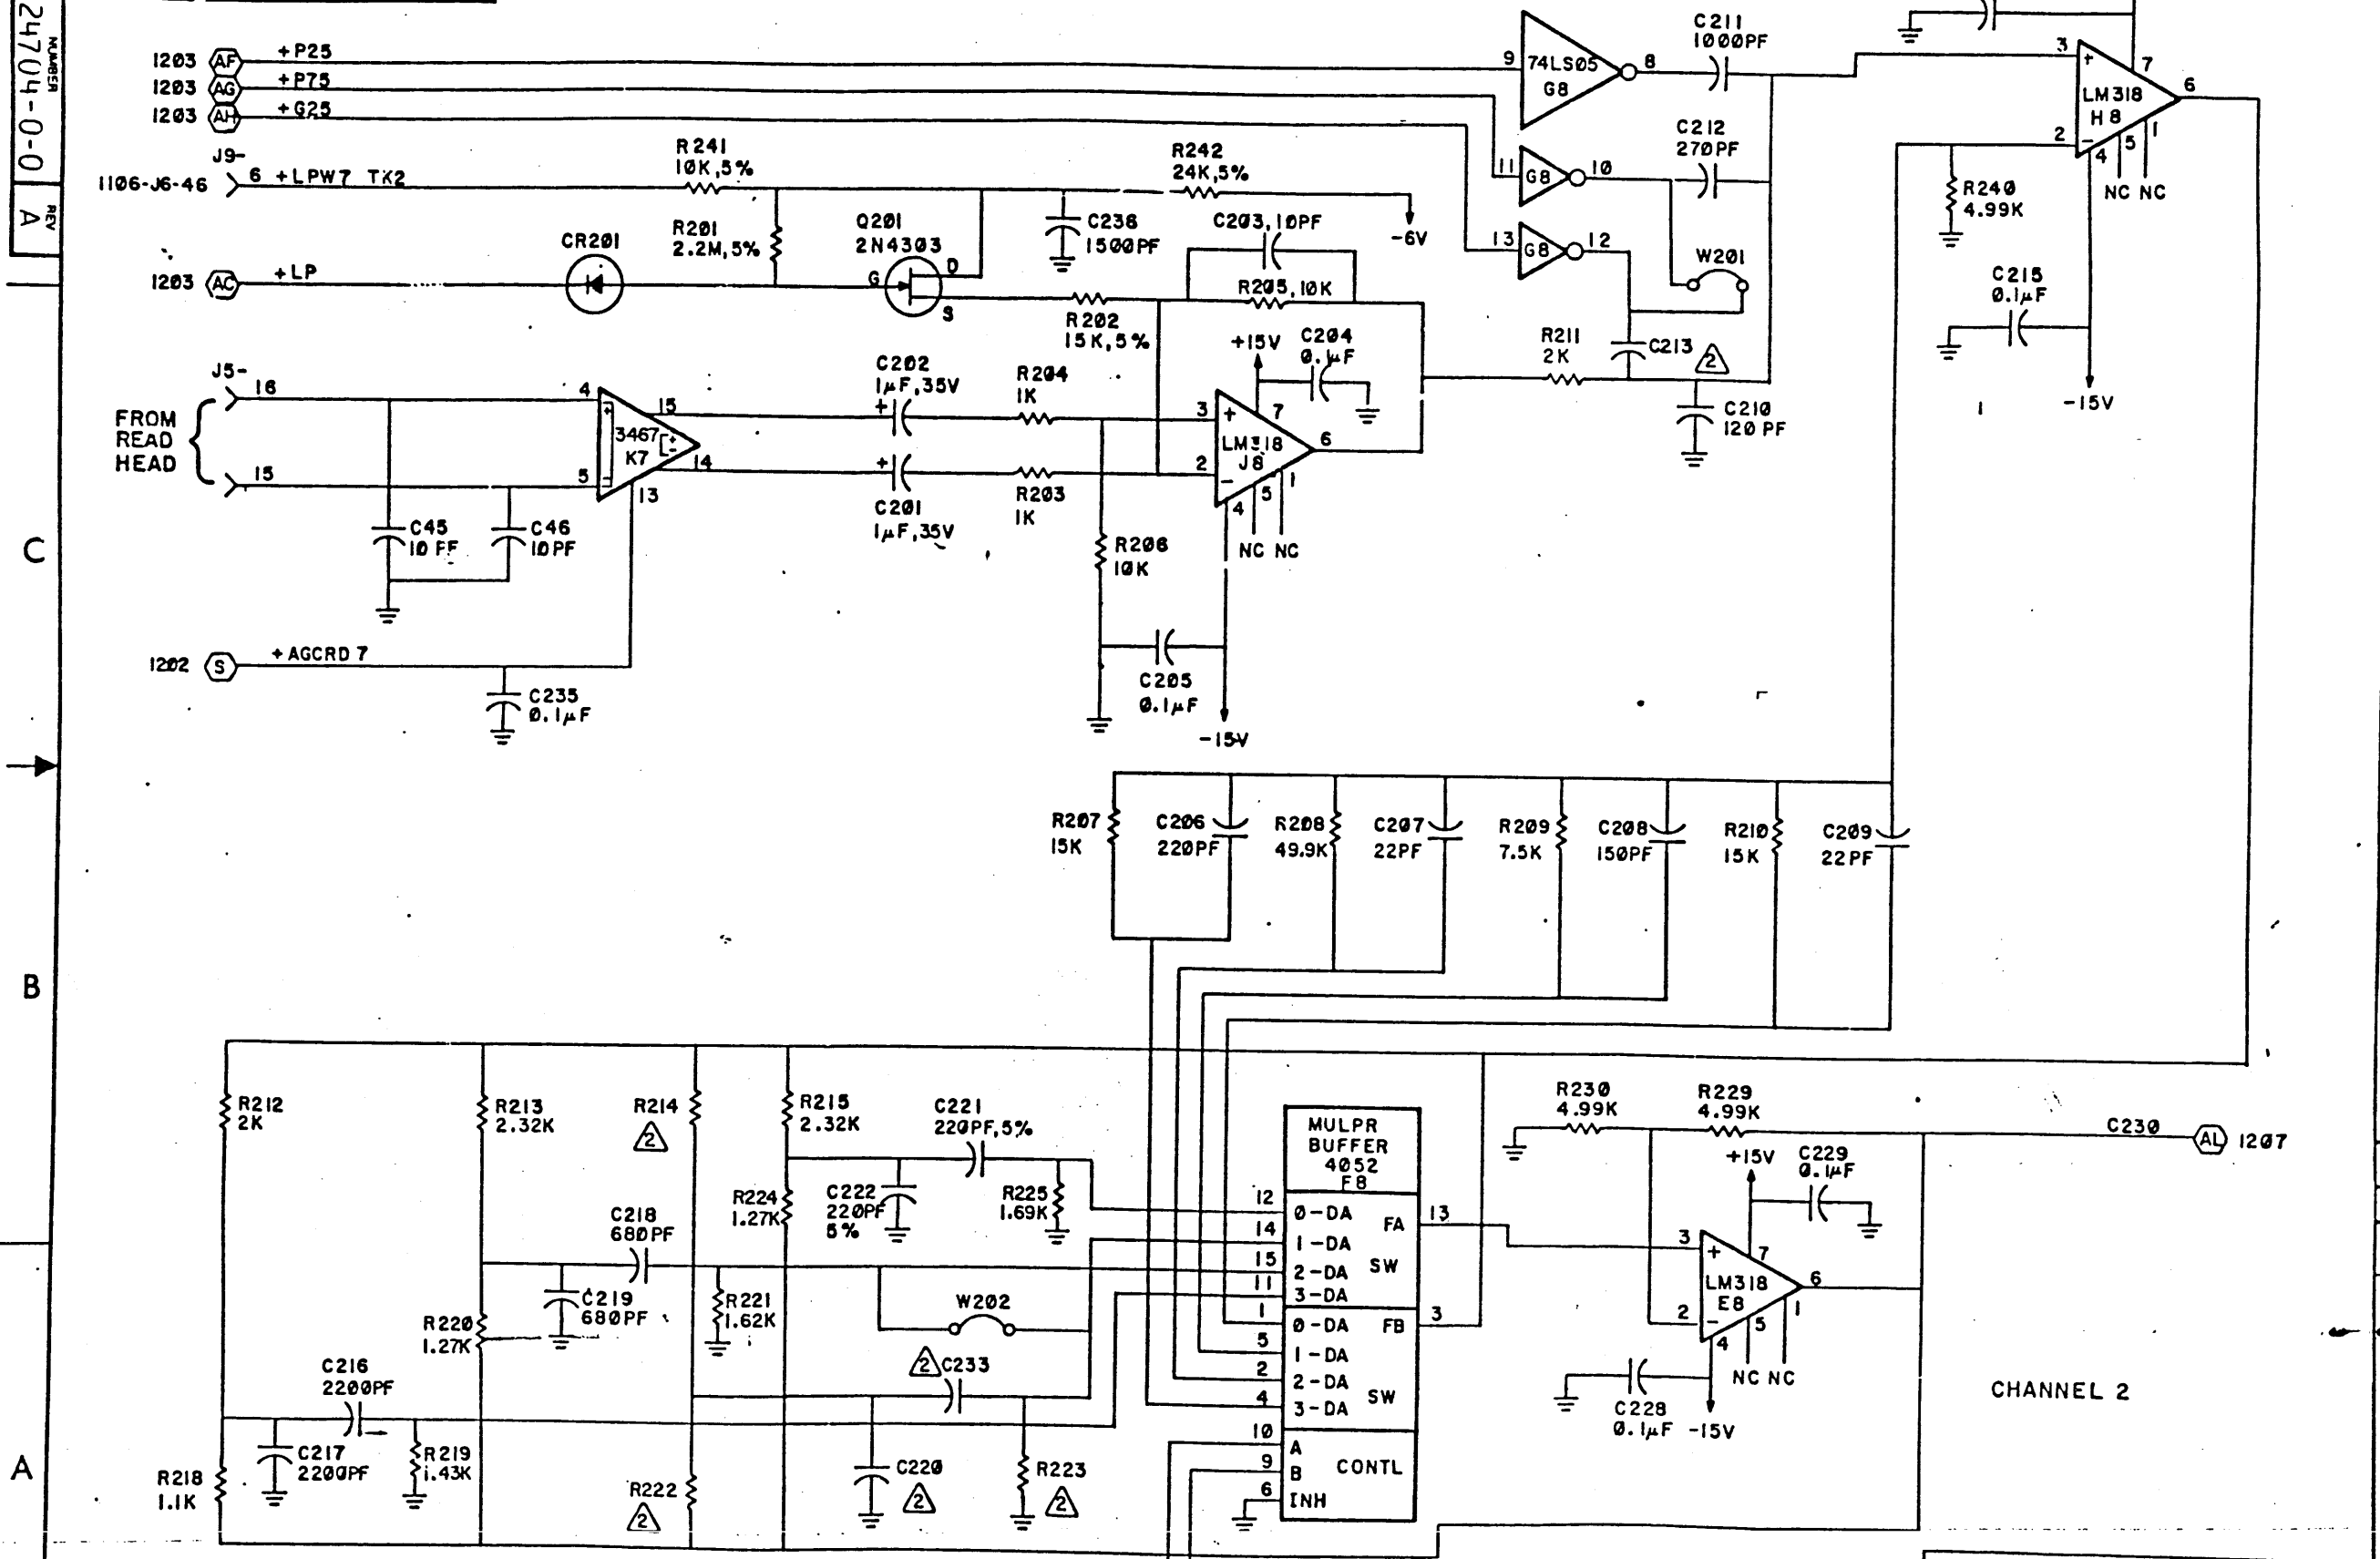 NUMBER
24704-0-0
REV
A
C
B
A
1203 AF +P25
1203 AG +P75
1203 AH +G25
J9-
1106-J6-46 6 +LPW7 TK2
1203 AC +LP
CR201
R241
10K,5%
R201
2.2M,5%
Q201
2N4303
G
D
S
C236
1500PF
R242
24K,5%
-6V
C203,10PF
R205,10K
R202
15K,5%
J5-
16
15
FROM
READ
HEAD
4
5
3467
K7
+
-
+
-
15
14
13
C45
10PF
C46
10PF
1202 S +AGCRD 7
C235
0.1µF
C202
1µF,35V
+
+
C201
1µF,35V
R204
1K
R203
1K
R206
10K
C205
0.1µF
-15V
+15V
C204
0.1µF
3
2
+
-
LM318
J8
7
6
4
5
1
NC NC
9
74LS05
G8
8
11
G8
10
13
G8
12
C211
1000PF
C212
270PF
W201
R211
2K
C213
2
C210
120PF
3
2
+
-
LM318
H8
7
6
4
5
1
NC NC
R240
4.99K
C215
0.1µF
-15V
R207
15K
C206
220PF
R208
49.9K
C207
22PF
R209
7.5K
C208
150PF
R210
15K
C209
22PF
R212
2K
R213
2.32K
R214
2
R215
2.32K
C221
220PF,5%
R224
1.27K
C222
220PF
5%
R225
1.69K
C218
680PF
C219
680PF
R220
1.27K
R221
1.62K
W202
2
C233
C216
2200PF
C217
2200PF
R219
1.43K
R218
1.1K
R222
2
C220
2
R223
2
MULPR
BUFFER
4052
F8
12 0-DA FA 13
14 1-DA
15 2-DA SW
11 3-DA
1 0-DA FB 3
5 1-DA
2 2-DA
4 3-DA SW
10 A
9 B CONTL
6 INH
R230
4.99K
R229
4.99K
C230
AL 1207
+15V
C229
0.1µF
3
2
+
-
LM318
E8
7
6
4
5
1
NC NC
C228
0.1µF
-15V
CHANNEL 2